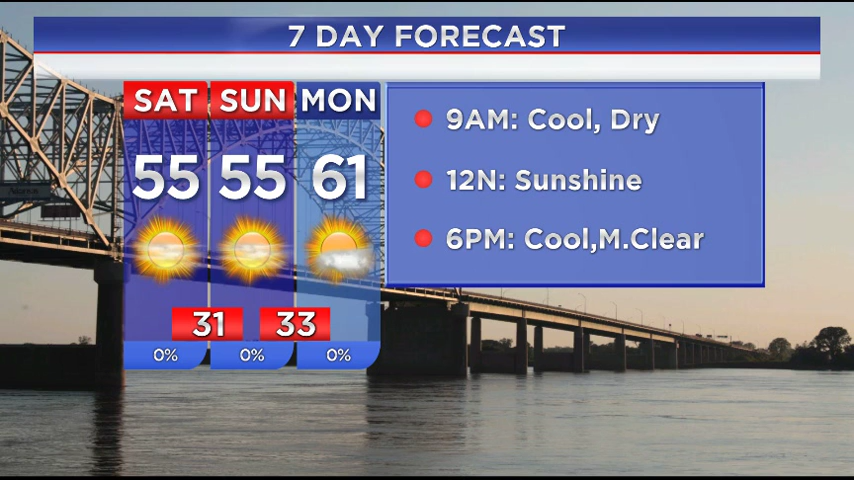 7 DAY FORECAST
SAT SUN MON
55 55 61
31 33
0% 0% 0%
9AM: Cool, Dry
12N: Sunshine
6PM: Cool,M.Clear